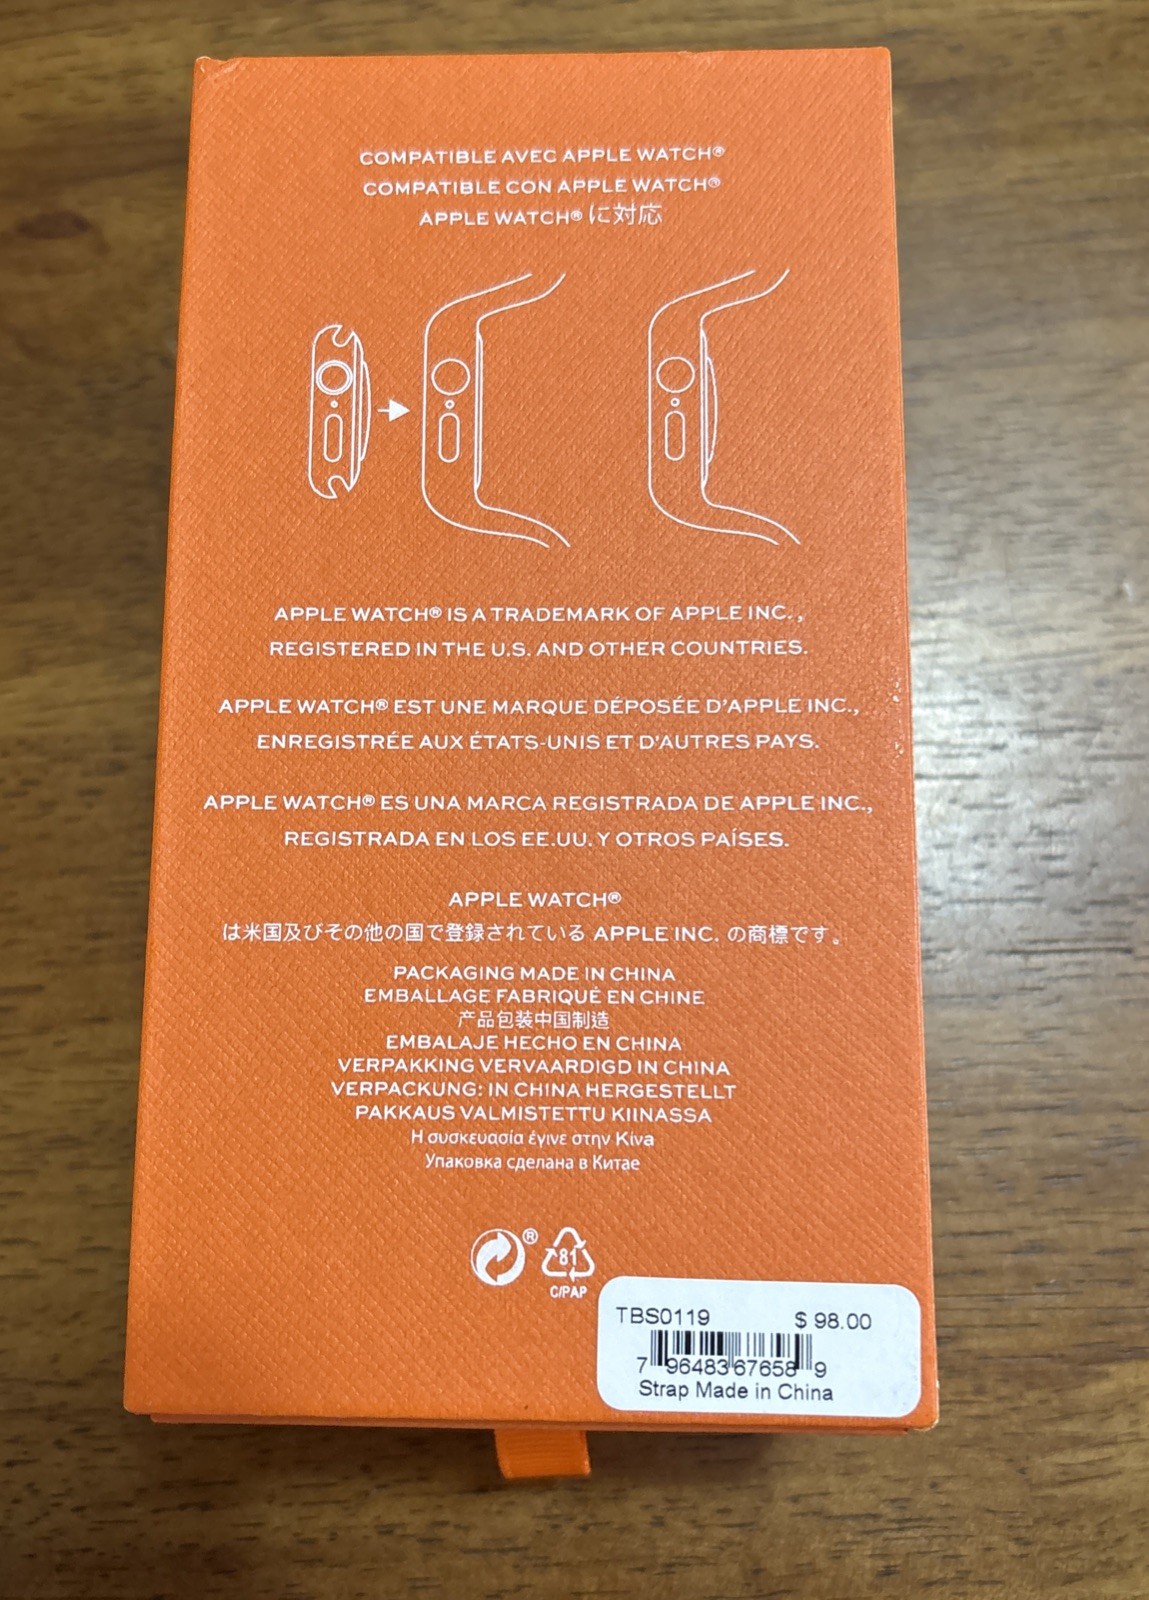 COMPATIBLE AVEC APPLE WATCH®
COMPATIBLE CON APPLE WATCH®
APPLE WATCH® に対応
APPLE WATCH® IS A TRADEMARK OF APPLE INC.,
REGISTERED IN THE U.S. AND OTHER COUNTRIES.
APPLE WATCH® EST UNE MARQUE DÉPOSÉE D'APPLE INC.,
ENREGISTRÉE AUX ÉTATS-UNIS ET D'AUTRES PAYS.
APPLE WATCH® ES UNA MARCA REGISTRADA DE APPLE INC.,
REGISTRADA EN LOS EE.UU. Y OTROS PAÍSES.
APPLE WATCH®
は米国及びその他の国で登録されている APPLE INC. の商標です。
PACKAGING MADE IN CHINA
EMBALLAGE FABRIQUÉ EN CHINE
产品包装中国制造
EMBALAJE HECHO EN CHINA
VERPAKKING VERVAARDIGD IN CHINA
VERPACKUNG: IN CHINA HERGESTELLT
PAKKAUS VALMISTETTU KIINASSA
Η συσκευασία έγινε στην Κίνα
Упаковка сделана в Китае
®
81
C/PAP
TBS0119 $ 98.00
7 96483 67658 9
Strap Made in China